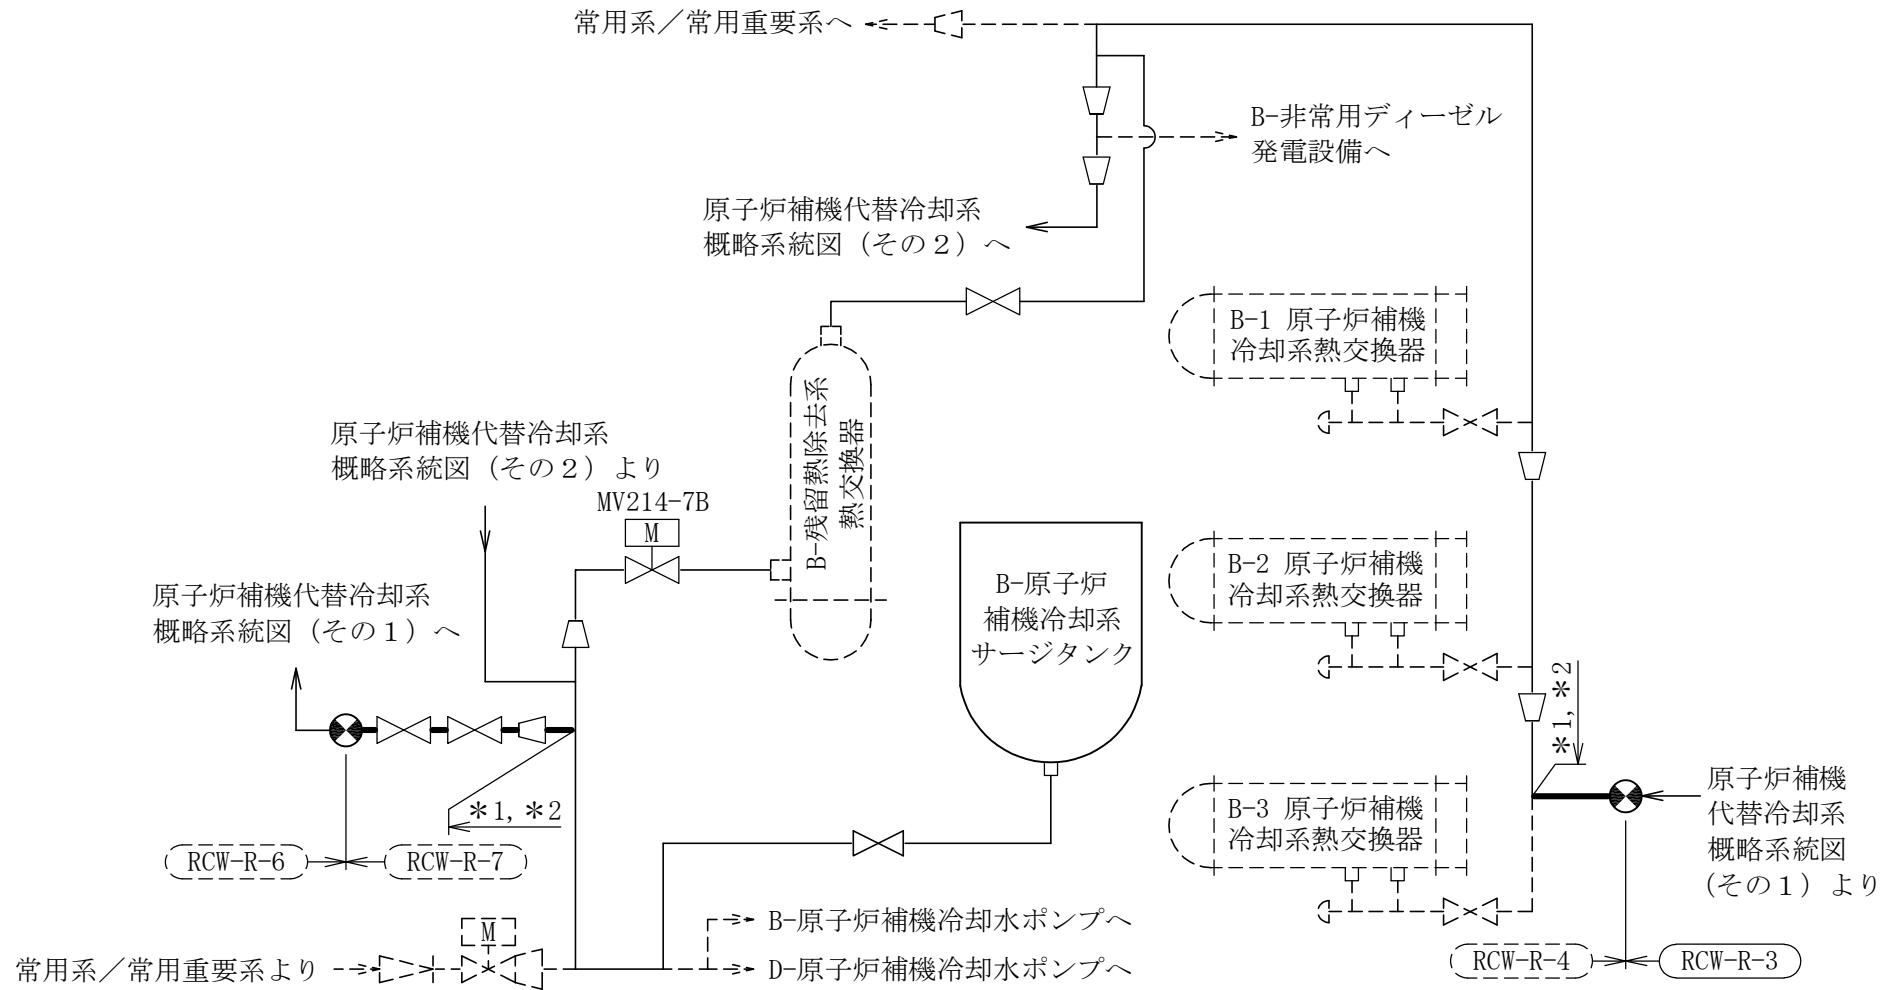 常用系／常用重要系へ
B-非常用ディーゼル
発電設備へ
原子炉補機代替冷却系
概略系統図（その２）へ
B-1 原子炉補機
冷却系熱交換器
B-残留熱除去系
熱交換器
原子炉補機代替冷却系
概略系統図（その２）より
MV214-7B
M
B-原子炉
補機冷却系
サージタンク
B-2 原子炉補機
冷却系熱交換器
原子炉補機代替冷却系
概略系統図（その１）へ
＊1,＊2
＊1,＊2
B-3 原子炉補機
冷却系熱交換器
原子炉補機
代替冷却系
概略系統図
（その１）より
RCW-R-6
RCW-R-7
B-原子炉補機冷却水ポンプへ
M
常用系／常用重要系より
D-原子炉補機冷却水ポンプへ
RCW-R-4
RCW-R-3